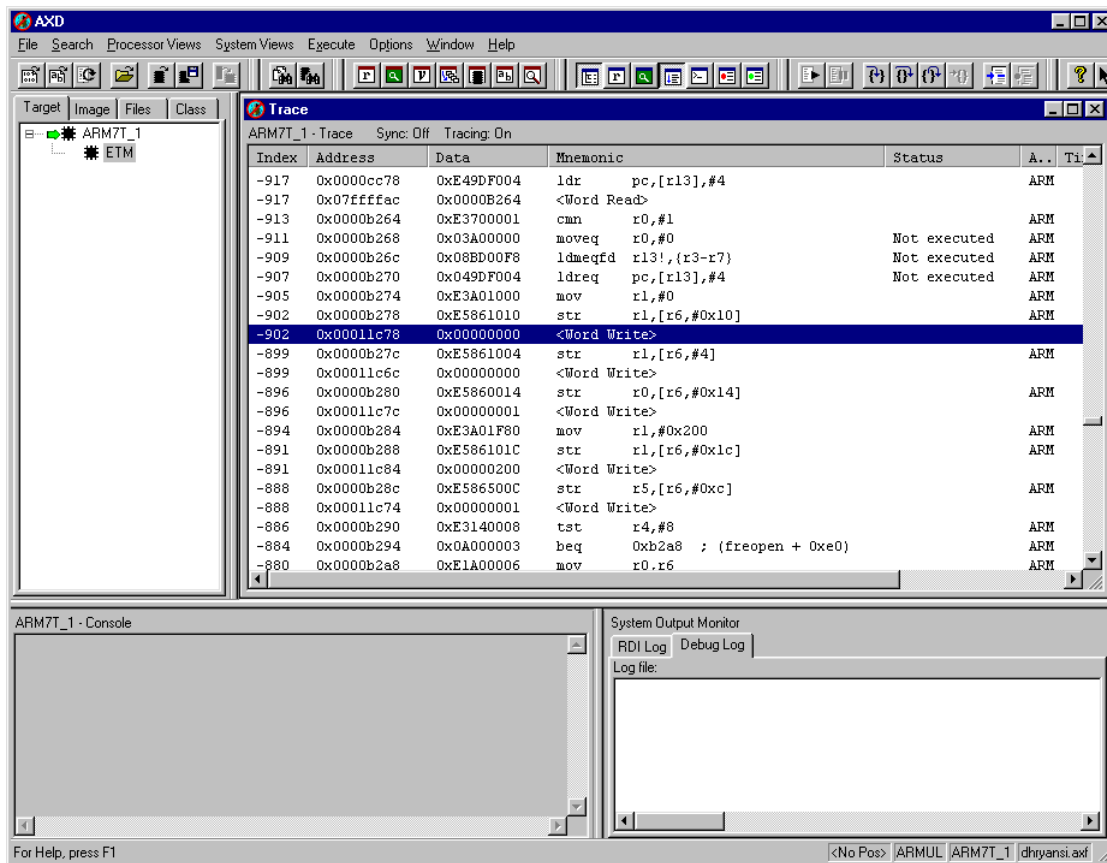 AXD
File Search Processor Views System Views Execute Options Window Help
Target Image Files Class
ARM7T_1
ETM
Trace
ARM7T_1 - Trace Sync: Off Tracing: On
Index Address Data Mnemonic Status A.. Ti
-917 0x0000cc78 0xE49DF004 ldr pc,[r13],#4 ARM
-917 0x07ffffac 0x0000B264 <Word Read>
-913 0x0000b264 0xE3700001 cmn r0,#1 ARM
-911 0x0000b268 0x03A00000 moveq r0,#0 Not executed ARM
-909 0x0000b26c 0x08BD00F8 ldmeqfd r13!,{r3-r7} Not executed ARM
-907 0x0000b270 0x049DF004 ldreq pc,[r13],#4 Not executed ARM
-905 0x0000b274 0xE3A01000 mov r1,#0 ARM
-902 0x0000b278 0xE5861010 str r1,[r6,#0x10] ARM
-902 0x00011c78 0x00000000 <Word Write>
-899 0x0000b27c 0xE5861004 str r1,[r6,#4] ARM
-899 0x00011c6c 0x00000000 <Word Write>
-896 0x0000b280 0xE5860014 str r0,[r6,#0x14] ARM
-896 0x00011c7c 0x00000001 <Word Write>
-894 0x0000b284 0xE3A01F80 mov r1,#0x200 ARM
-891 0x0000b288 0xE586101C str r1,[r6,#0x1c] ARM
-891 0x00011c84 0x00000200 <Word Write>
-888 0x0000b28c 0xE586500C str r5,[r6,#0xc] ARM
-888 0x00011c74 0x00000001 <Word Write>
-886 0x0000b290 0xE3140008 tst r4,#8 ARM
-884 0x0000b294 0x0A000003 beq 0xb2a8 ; (freopen + 0xe0) ARM
-880 0x0000b2a8 0xE1A00006 mov r0,r6 ARM
ARM7T_1 - Console
System Output Monitor
RDI Log Debug Log
Log file:
For Help, press F1
<No Pos> ARMUL ARM7T_1 dhryansi.axf